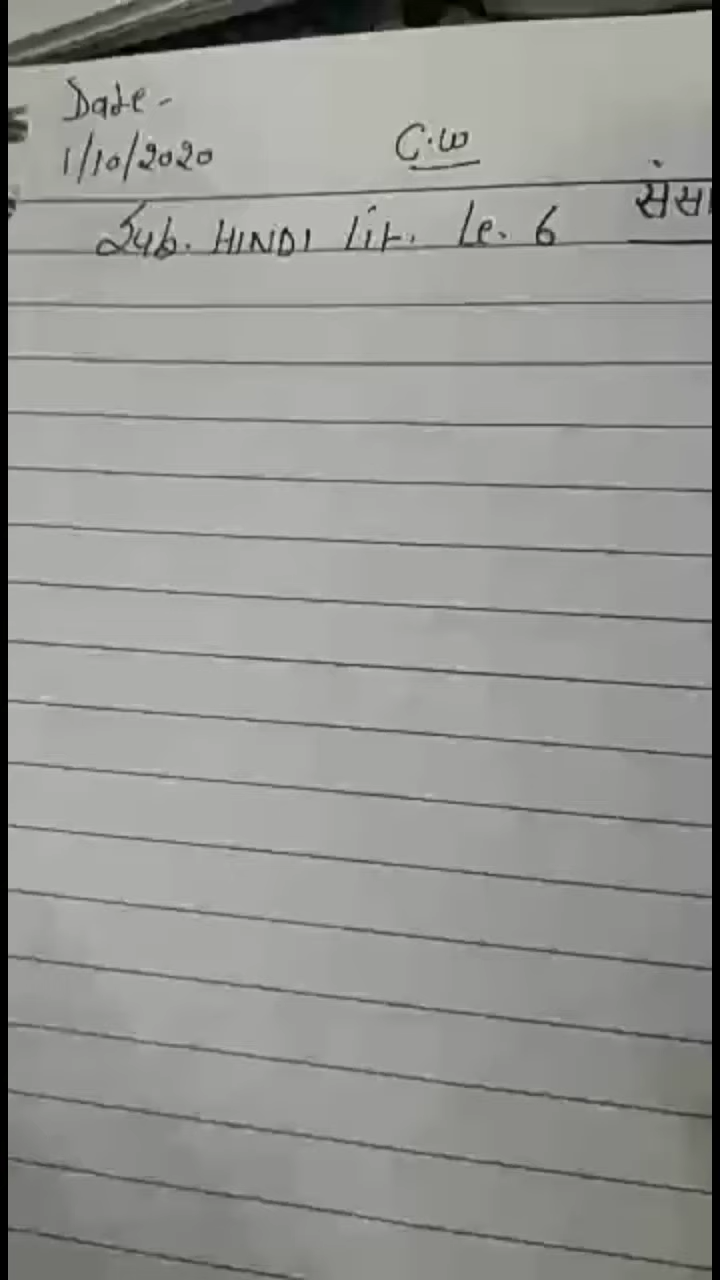 Date -
1/10/2020
C.W
Sub. HINDI Lit. Le. 6 संसा